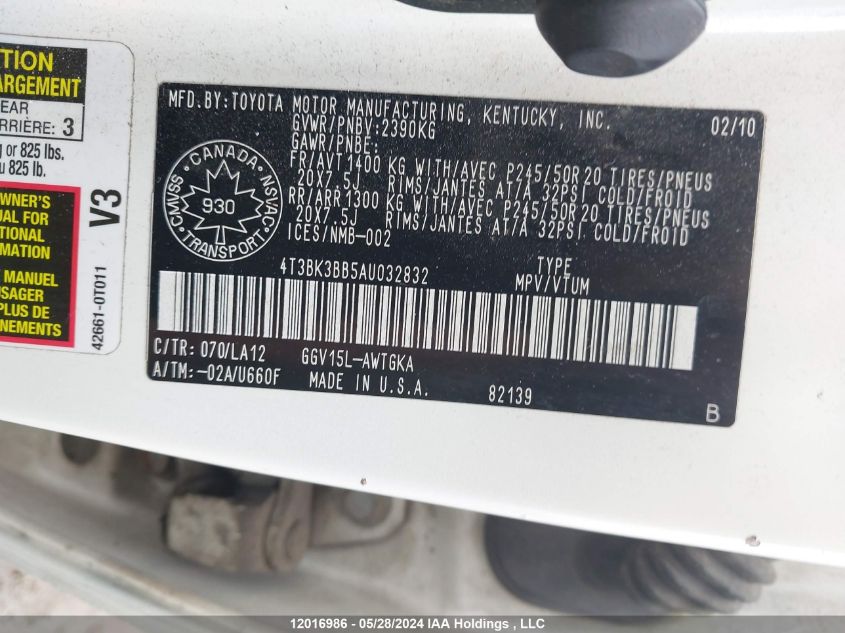 TION
ARGEMENT
EAR
ARRIÈRE: 3
g or 825 lbs.
u 825 lb.
OWNER'S
UAL FOR
TIONAL
RMATION
MANUEL
USAGER
PLUS DE
NEMENTS
V3
42661-0T011
MFD.BY:TOYOTA MOTOR MANUFACTURING, KENTUCKY, INC. 02/10
GVWR/PNBV:2390KG
GAWR/PNBE:
FR/AVT1400 KG WITH/AVEC P245/50R20 TIRES/PNEUS
20X7.5J RIMS/JANTES AT/A 32PSI COLD/FROID
RR/ARR1300 KG WITH/AVEC P245/50R20 TIRES/PNEUS
20X7.5J RIMS/JANTES AT/A 32PSI COLD/FROID
ICES/NMB-002
CANADA
CMVSS NSVAC
930
TRANSPORT
4T3BK3BB5AU032832 TYPE
MPV/VTUM
C/TR: 070/LA12 GGV15L-AWTGKA
A/TM:-02A/U660F MADE IN U.S.A. 82139
B
12016986 - 05/28/2024 IAA Holdings , LLC